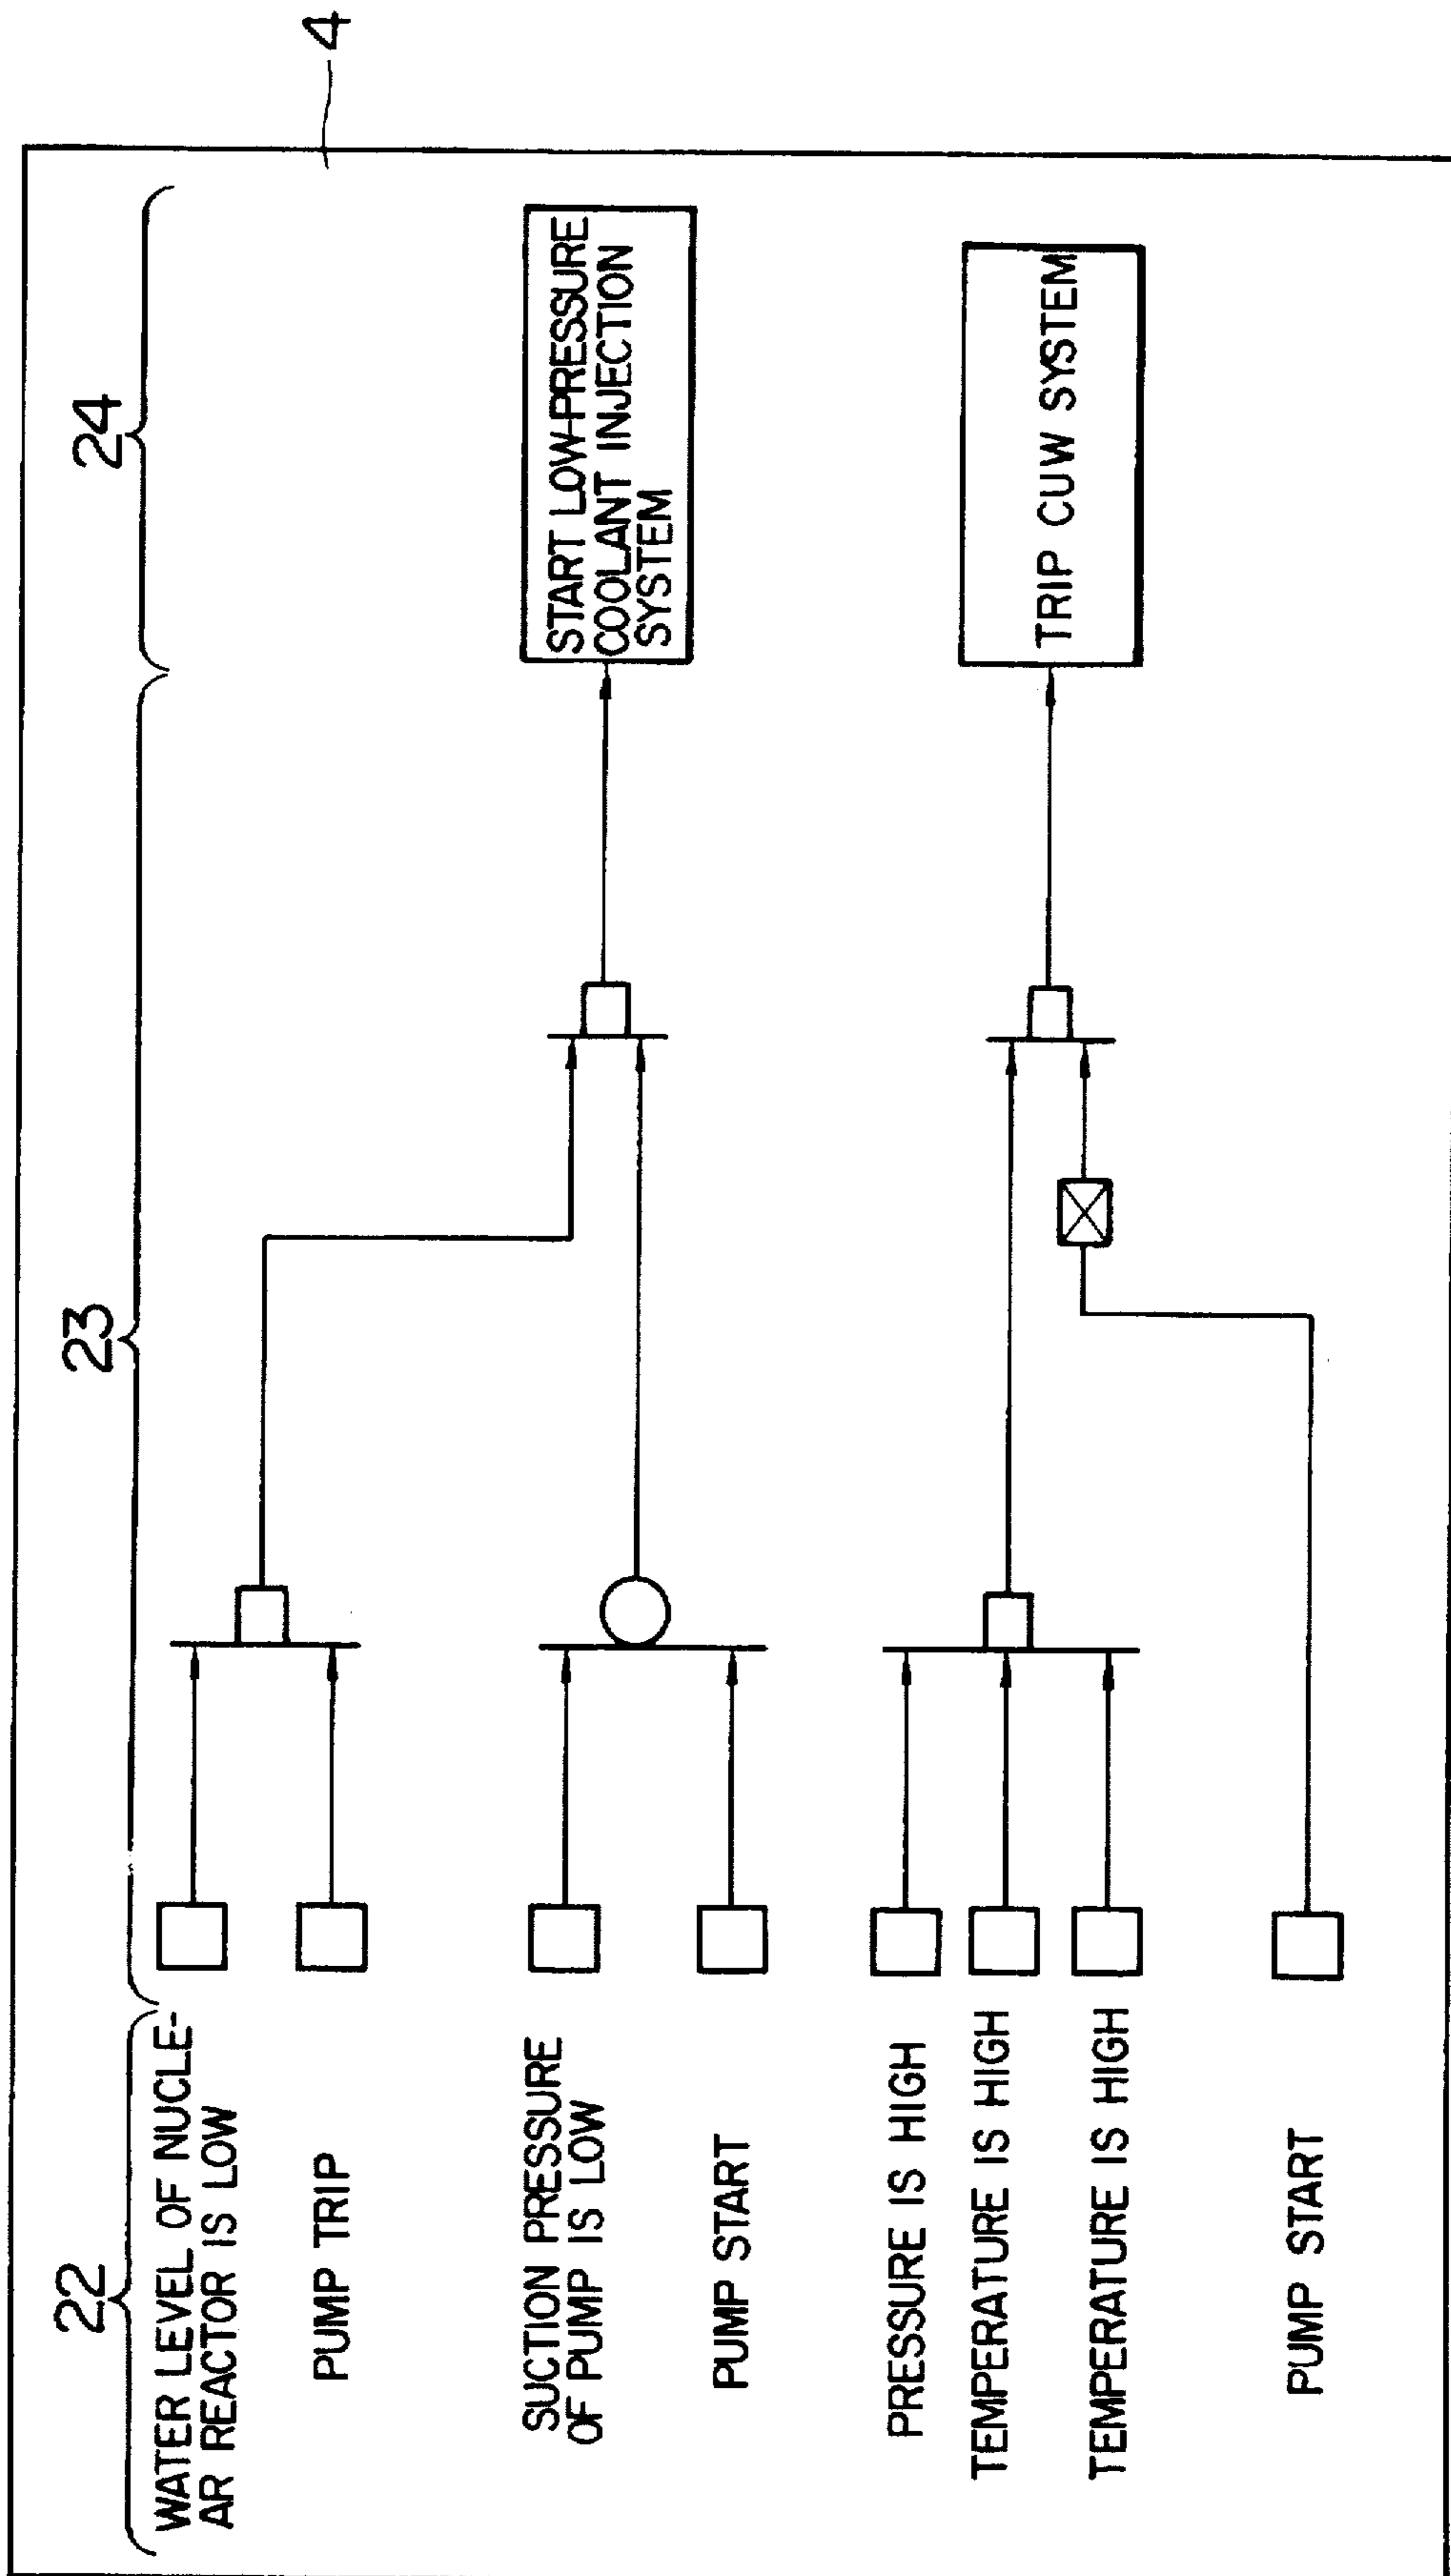 4
22
23
24
WATER LEVEL OF NUCLE-
AR REACTOR IS LOW
PUMP TRIP
SUCTION PRESSURE
OF PUMP IS LOW
PUMP START
PRESSURE IS HIGH
TEMPERATURE IS HIGH
TEMPERATURE IS HIGH
PUMP START
START LOW-PRESSURE
COOLANT INJECTION
SYSTEM
TRIP CUW SYSTEM